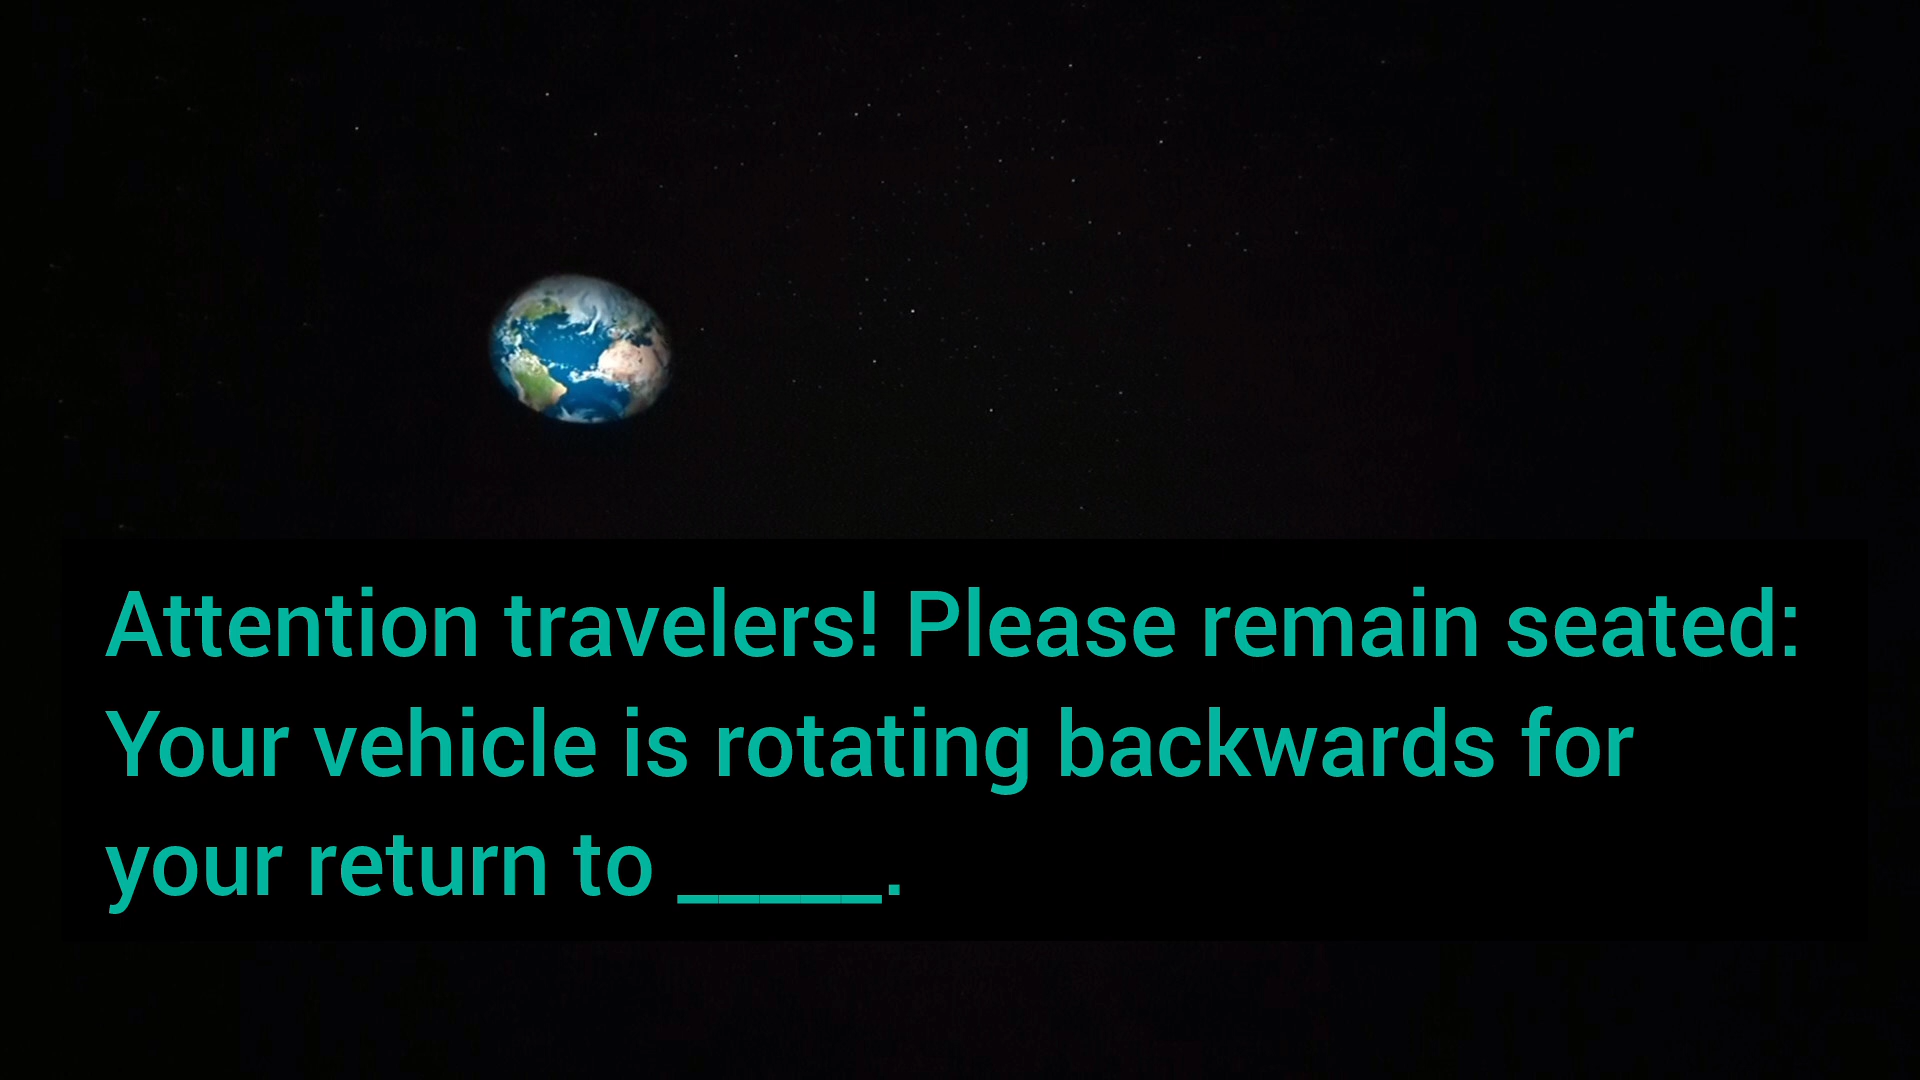 Attention travelers! Please remain seated:
Your vehicle is rotating backwards for
your return to _____.